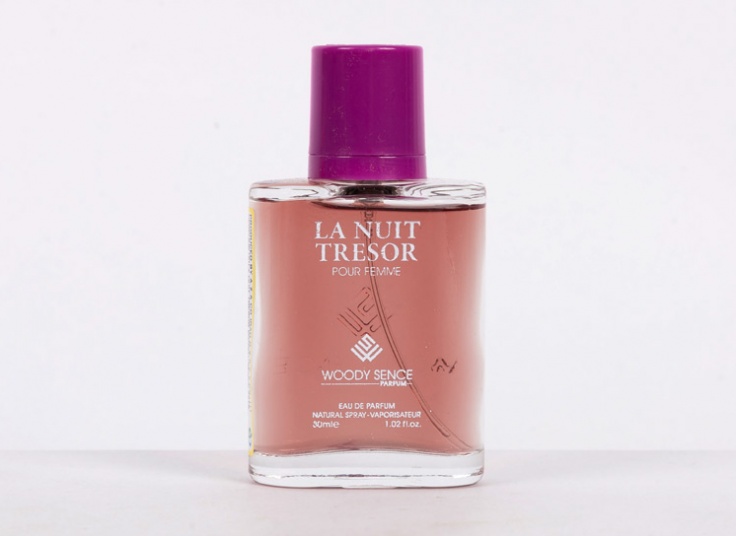 LA NUIT
TRESOR
POUR FEMME
WOODY SENCE
PARFUM
EAU DE PARFUM
NATURAL SPRAY-VAPORISATEUR
30ml℮ 1.02 fl.oz.